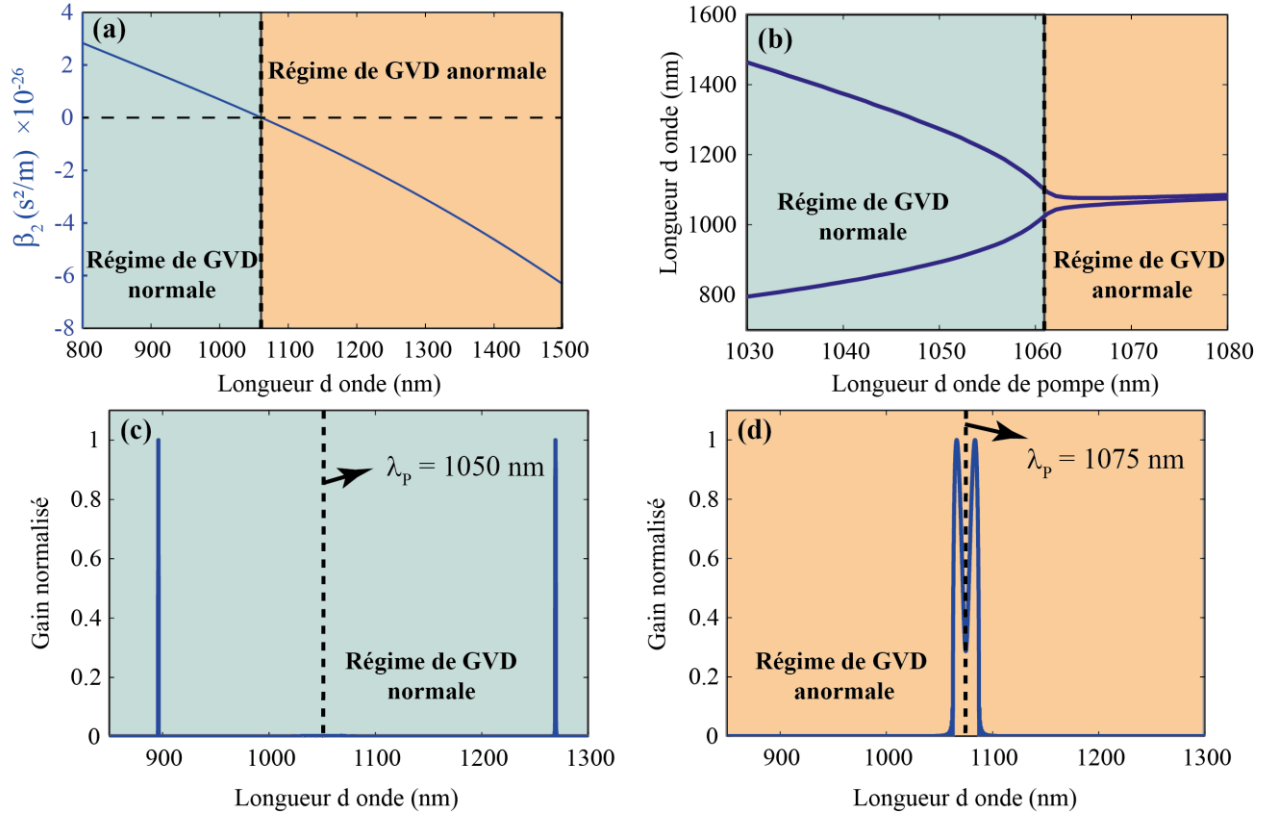 (a)
Régime de GVD anormale
Régime de GVD
normale
β₂ (s²/m) ×10⁻²⁶
4
2
0
-2
-4
-6
-8
800 900 1000 1100 1200 1300 1400 1500
Longueur d onde (nm)
(b)
Régime de GVD
normale
Régime de GVD
anormale
Longueur d onde (nm)
1600
1400
1200
1000
800
1030 1040 1050 1060 1070 1080
Longueur d onde de pompe (nm)
(c)
λP = 1050 nm
Régime de GVD
normale
Gain normalisé
1
0.8
0.6
0.4
0.2
0
900 1000 1100 1200 1300
Longueur d onde (nm)
(d)
λP = 1075 nm
Régime de GVD
anormale
Gain normalisé
1
0.8
0.6
0.4
0.2
0
900 1000 1100 1200 1300
Longueur d onde (nm)